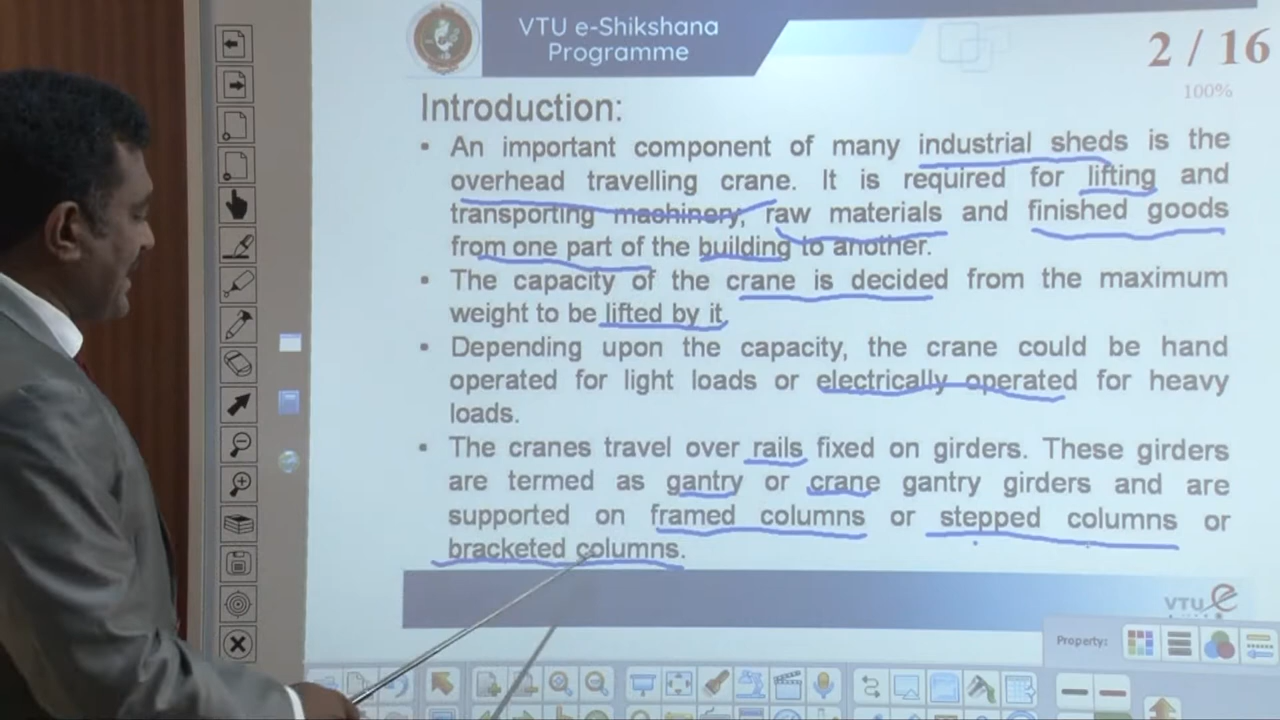 VTU e-Shikshana
Programme
2 / 16
100%
Introduction:
• An important component of many industrial sheds is the
overhead travelling crane. It is required for lifting and
transporting machinery, raw materials and finished goods
from one part of the building to another.
• The capacity of the crane is decided from the maximum
weight to be lifted by it.
• Depending upon the capacity, the crane could be hand
operated for light loads or electrically operated for heavy
loads.
• The cranes travel over rails fixed on girders. These girders
are termed as gantry or crane gantry girders and are
supported on framed columns or stepped columns or
bracketed columns.
VTU e
Property: